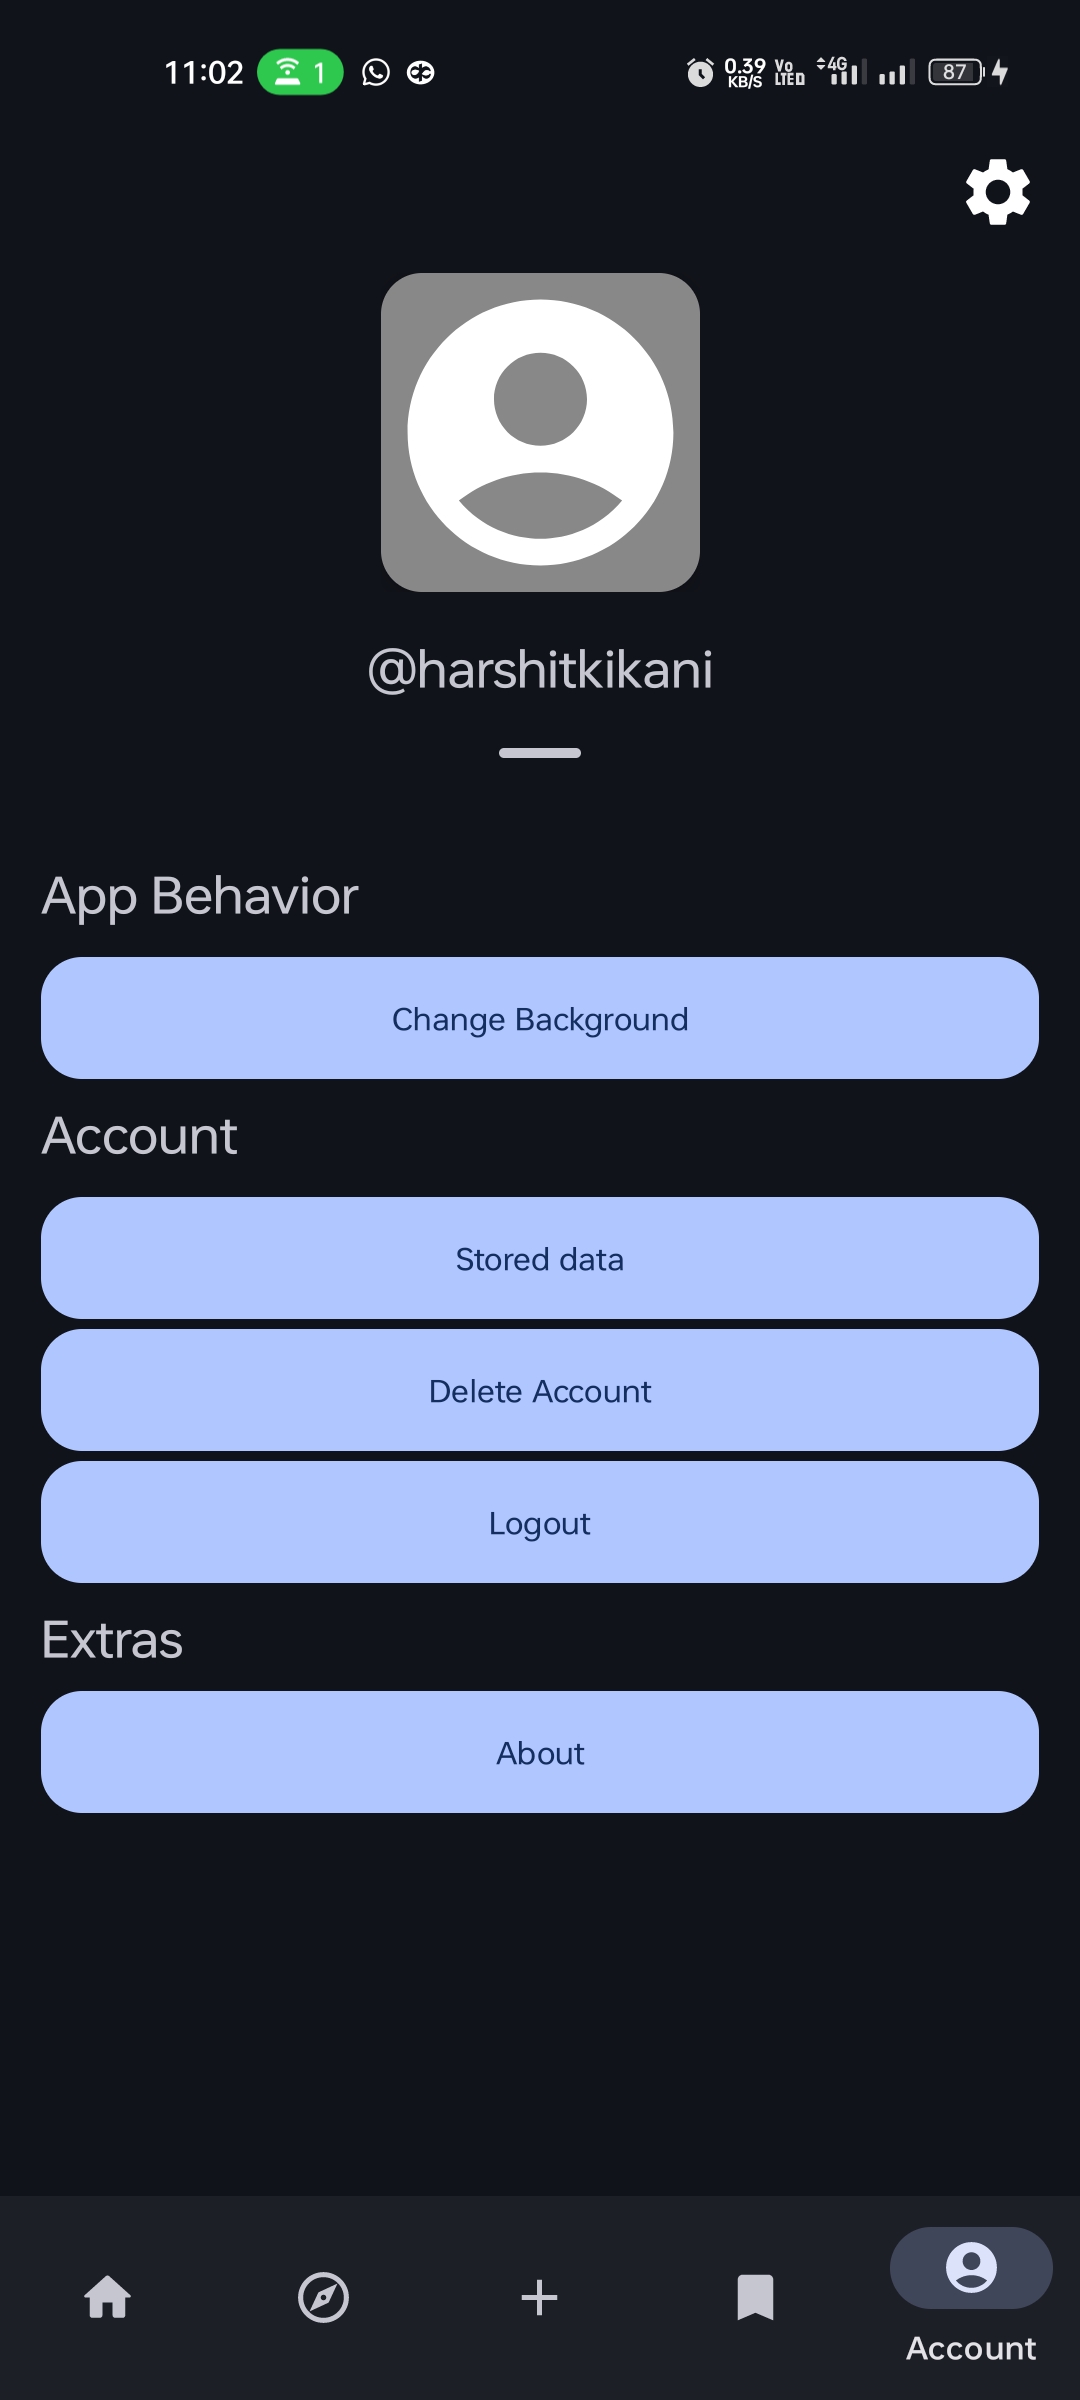 11:02 1 0.39 KB/S Vo LTE 4G 87
@harshitkikani
App Behavior
Change Background
Account
Stored data
Delete Account
Logout
Extras
About
Account